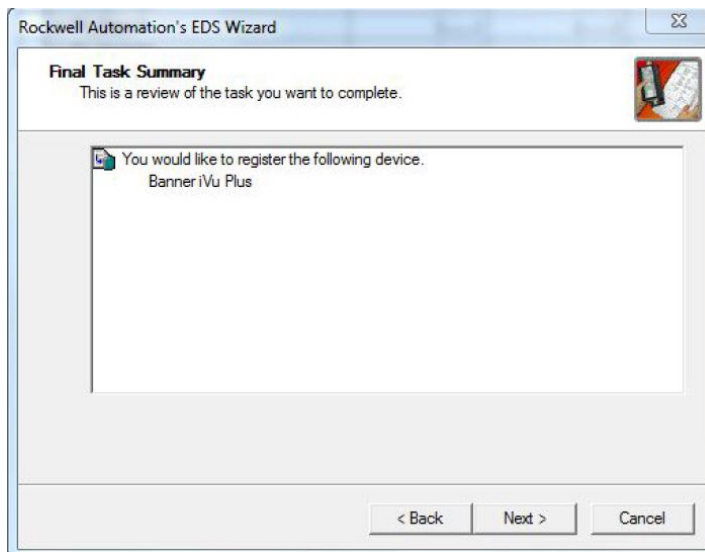 Rockwell Automation's EDS Wizard
Final Task Summary
This is a review of the task you want to complete.
You would like to register the following device.
Banner iVu Plus
< Back
Next >
Cancel